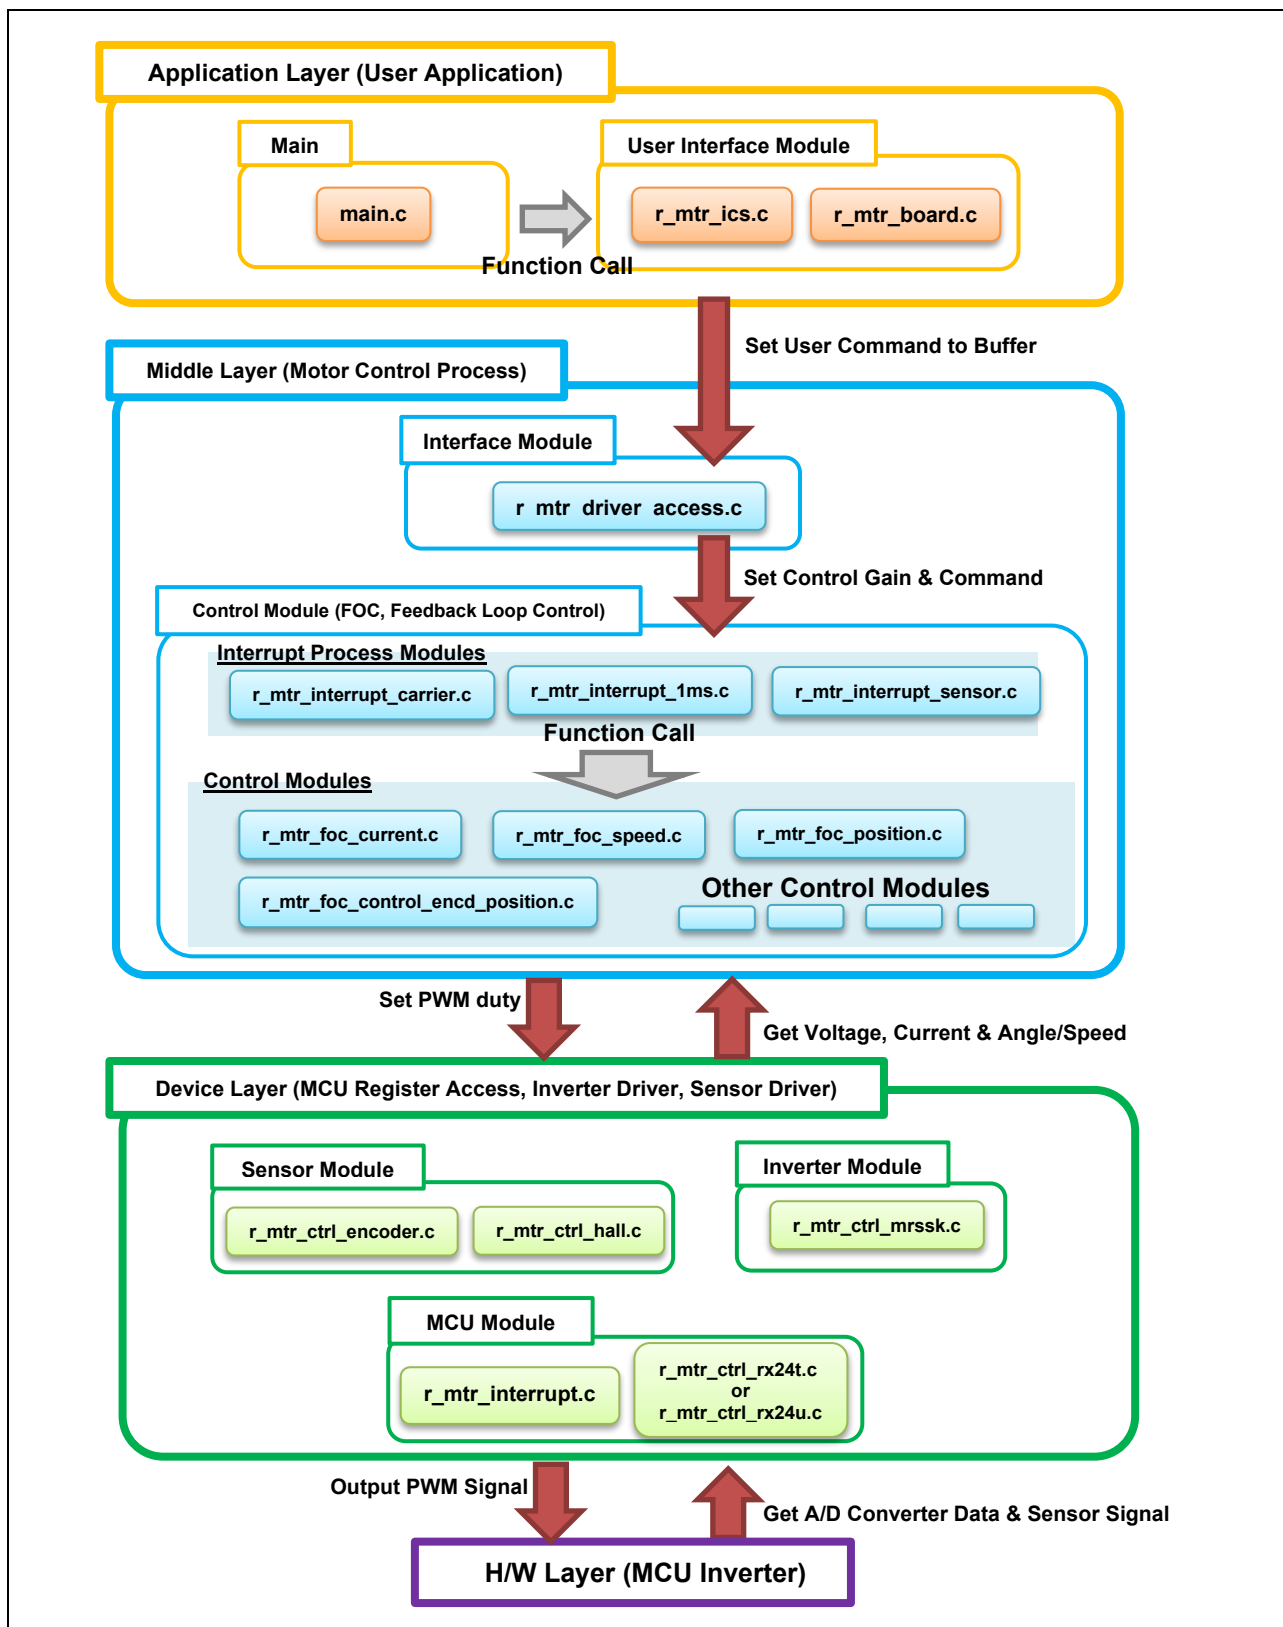 Application Layer (User Application)
Main
User Interface Module
main.c
r_mtr_ics.c
r_mtr_board.c
Function Call
Set User Command to Buffer
Middle Layer (Motor Control Process)
Interface Module
r_mtr_driver_access.c
Set Control Gain & Command
Control Module (FOC, Feedback Loop Control)
Interrupt Process Modules
r_mtr_interrupt_carrier.c
r_mtr_interrupt_1ms.c
r_mtr_interrupt_sensor.c
Function Call
Control Modules
r_mtr_foc_current.c
r_mtr_foc_speed.c
r_mtr_foc_position.c
r_mtr_foc_control_encd_position.c
Other Control Modules
Set PWM duty
Get Voltage, Current & Angle/Speed
Device Layer (MCU Register Access, Inverter Driver, Sensor Driver)
Sensor Module
Inverter Module
r_mtr_ctrl_encoder.c
r_mtr_ctrl_hall.c
r_mtr_ctrl_mrssk.c
MCU Module
r_mtr_interrupt.c
r_mtr_ctrl_rx24t.c
or
r_mtr_ctrl_rx24u.c
Output PWM Signal
Get A/D Converter Data & Sensor Signal
H/W Layer (MCU Inverter)